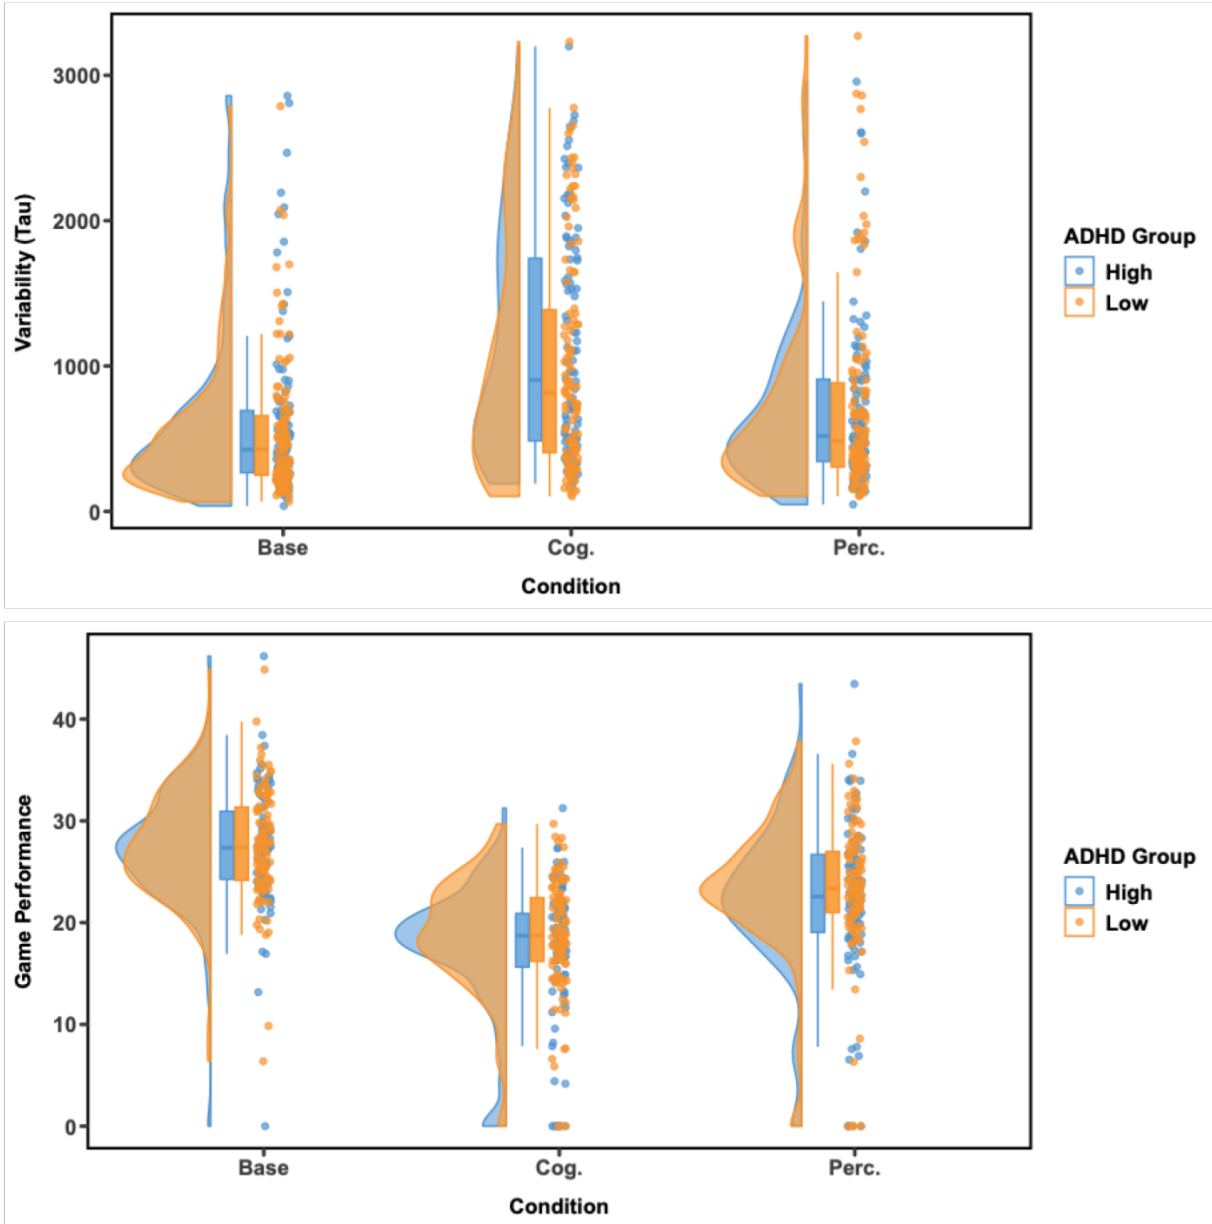 3000
2000
1000
0
Variability (Tau)
Base
Cog.
Perc.
Condition
ADHD Group
High
Low
40
30
20
10
0
Game Performance
Base
Cog.
Perc.
Condition
ADHD Group
High
Low